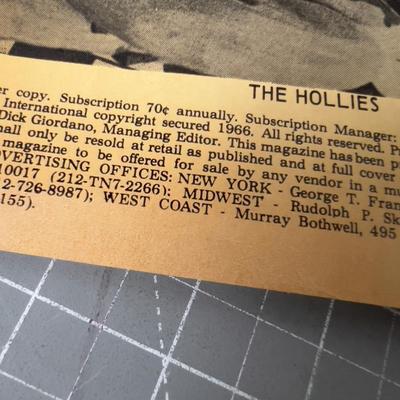 THE HOLLIES
er copy. Subscription 70¢ annually. Subscription Manager:
International copyright secured 1966. All rights reserved.
Dick Giordano, Managing Editor. This magazine has been
all only be resold at retail as published and at full cover
magazine to be offered for sale by any vendor in a
DVERTISING OFFICES: NEW YORK - George T.
10017 (212-TN7-2266); MIDWEST - Rudolph P.
2-726-8987); WEST COAST - Murray Bothwell, 495
155).